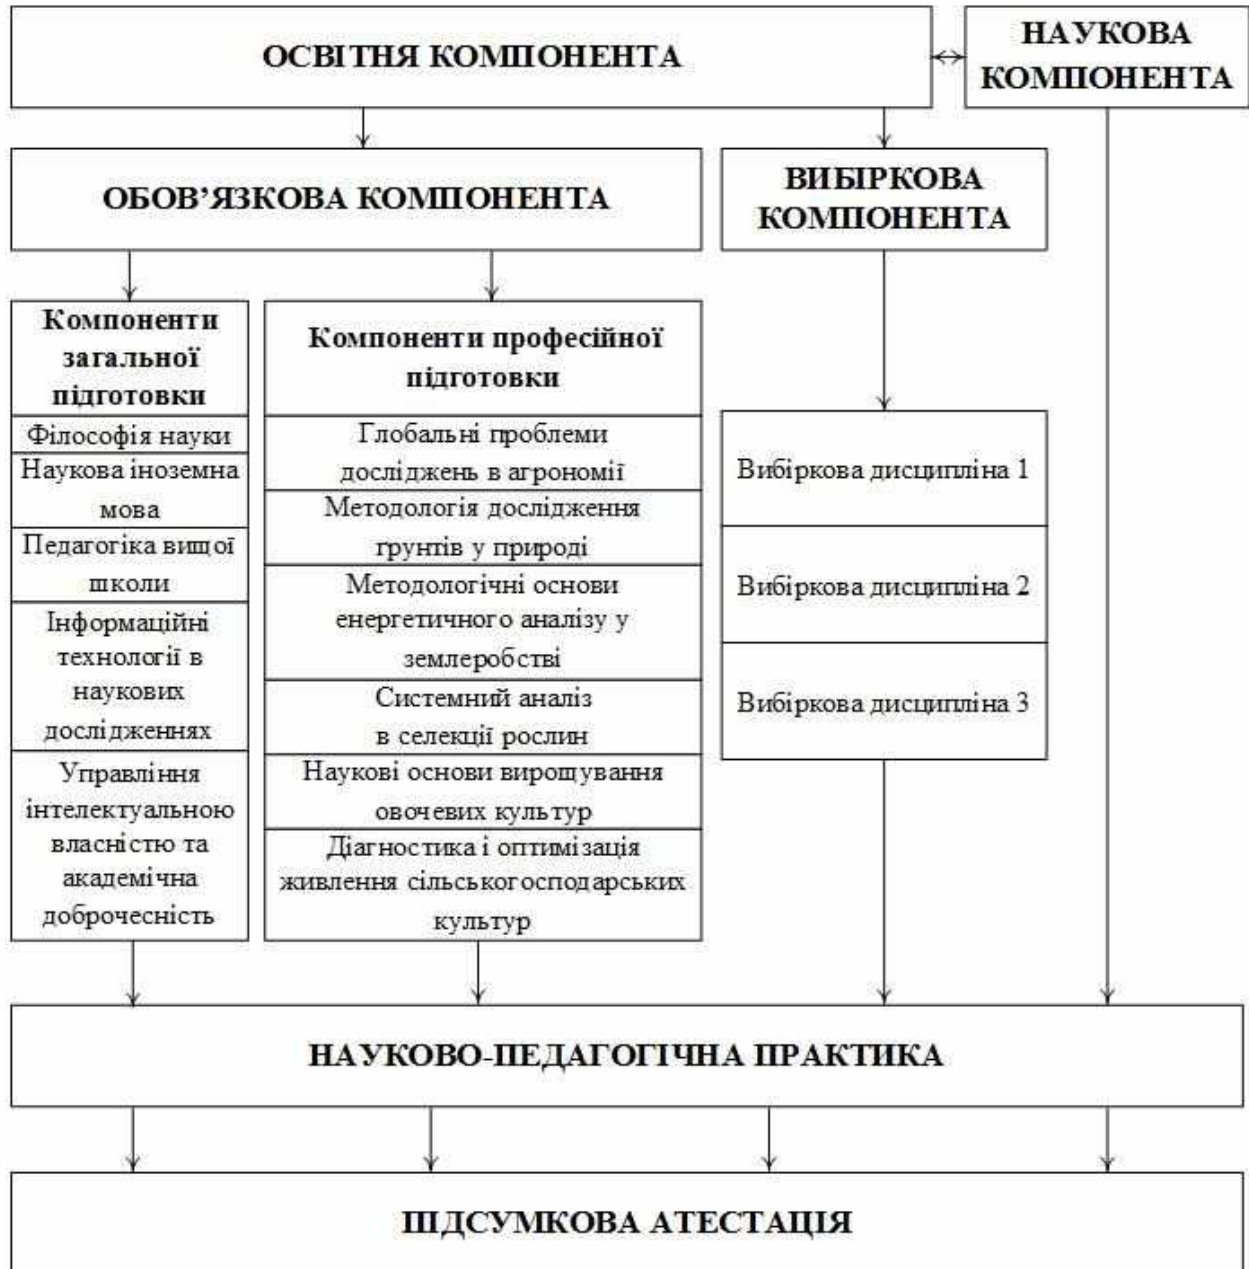 ОСВІТНЯ КОМПОНЕНТА
НАУКОВА
КОМПОНЕНТА
ОБОВ’ЯЗКОВА КОМПОНЕНТА
ВИБІРКОВА
КОМПОНЕНТА
Компоненти
загальної
підготовки
Філософія науки
Наукова іноземна
мова
Педагогіка вищої
школи
Інформаційні
технології в
наукових
дослідженнях
Управління
інтелектуальною
власністю та
академічна
доброчесність
Компоненти професійної
підготовки
Глобальні проблеми
досліджень в агрономії
Методологія дослідження
ґрунтів у природі
Методологічні основи
енергетичного аналізу у
землеробстві
Системний аналіз
в селекції рослин
Наукові основи вирощування
овочевих культур
Діагностика і оптимізація
живлення сільськогосподарських
культур
Вибіркова дисципліна 1
Вибіркова дисципліна 2
Вибіркова дисципліна 3
НАУКОВО-ПЕДАГОГІЧНА ПРАКТИКА
ПІДСУМКОВА АТЕСТАЦІЯ